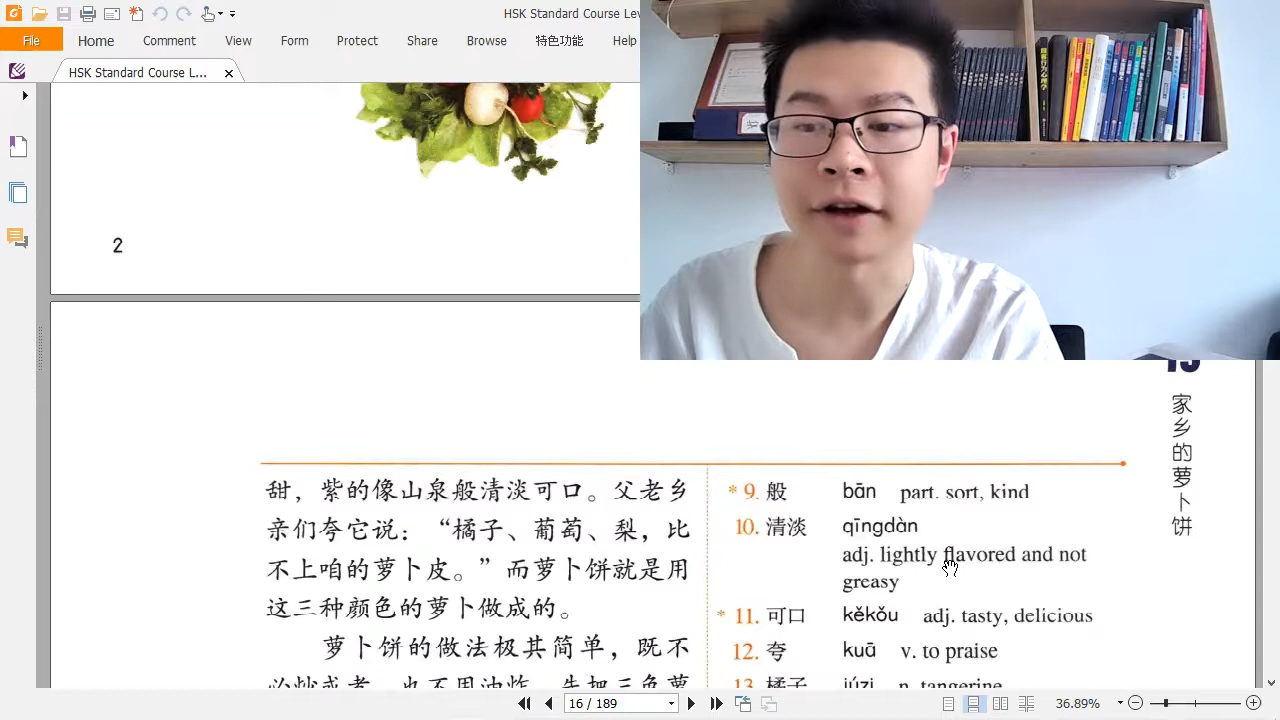 HSK Standard Course Lev
File Home Comment View Form Protect Share Browse 特色功能 Help
HSK Standard Course L...
2
家乡的萝卜饼
甜，紫的像山泉般清淡可口。父老乡
亲们夸它说：“橘子、葡萄、梨，比
不上咱的萝卜皮。”而萝卜饼就是用
这三种颜色的萝卜做成的。
萝卜饼的做法极其简单，既不
* 9. 般 bān part. sort, kind
10. 清淡 qīngdàn
adj. lightly flavored and not
greasy
* 11. 可口 kěkǒu adj. tasty, delicious
12. 夸 kuā v. to praise
13. 橘子 júzi n. tangerine
16 / 189
36.89%